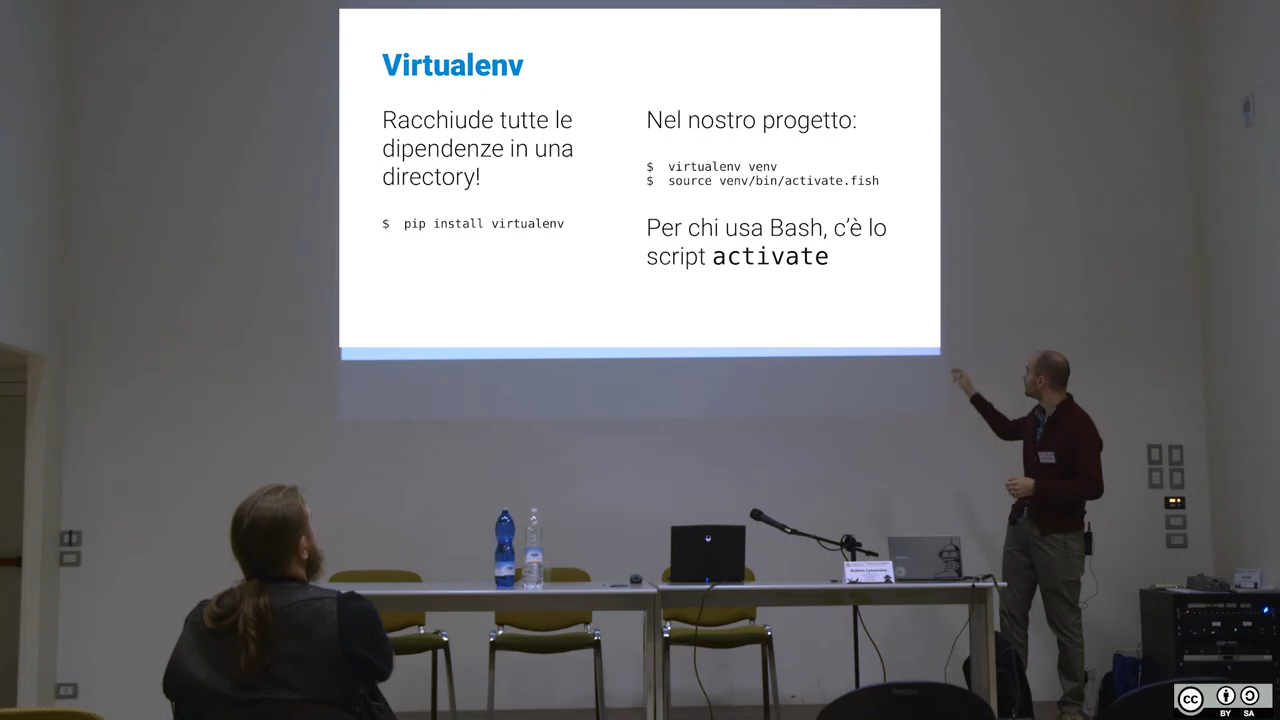 Virtualenv
Racchiude tutte le
dipendenze in una
directory!
$ pip install virtualenv
Nel nostro progetto:
$ virtualenv venv
$ source venv/bin/activate.fish
Per chi usa Bash, c’è lo
script activate
cc
BY SA